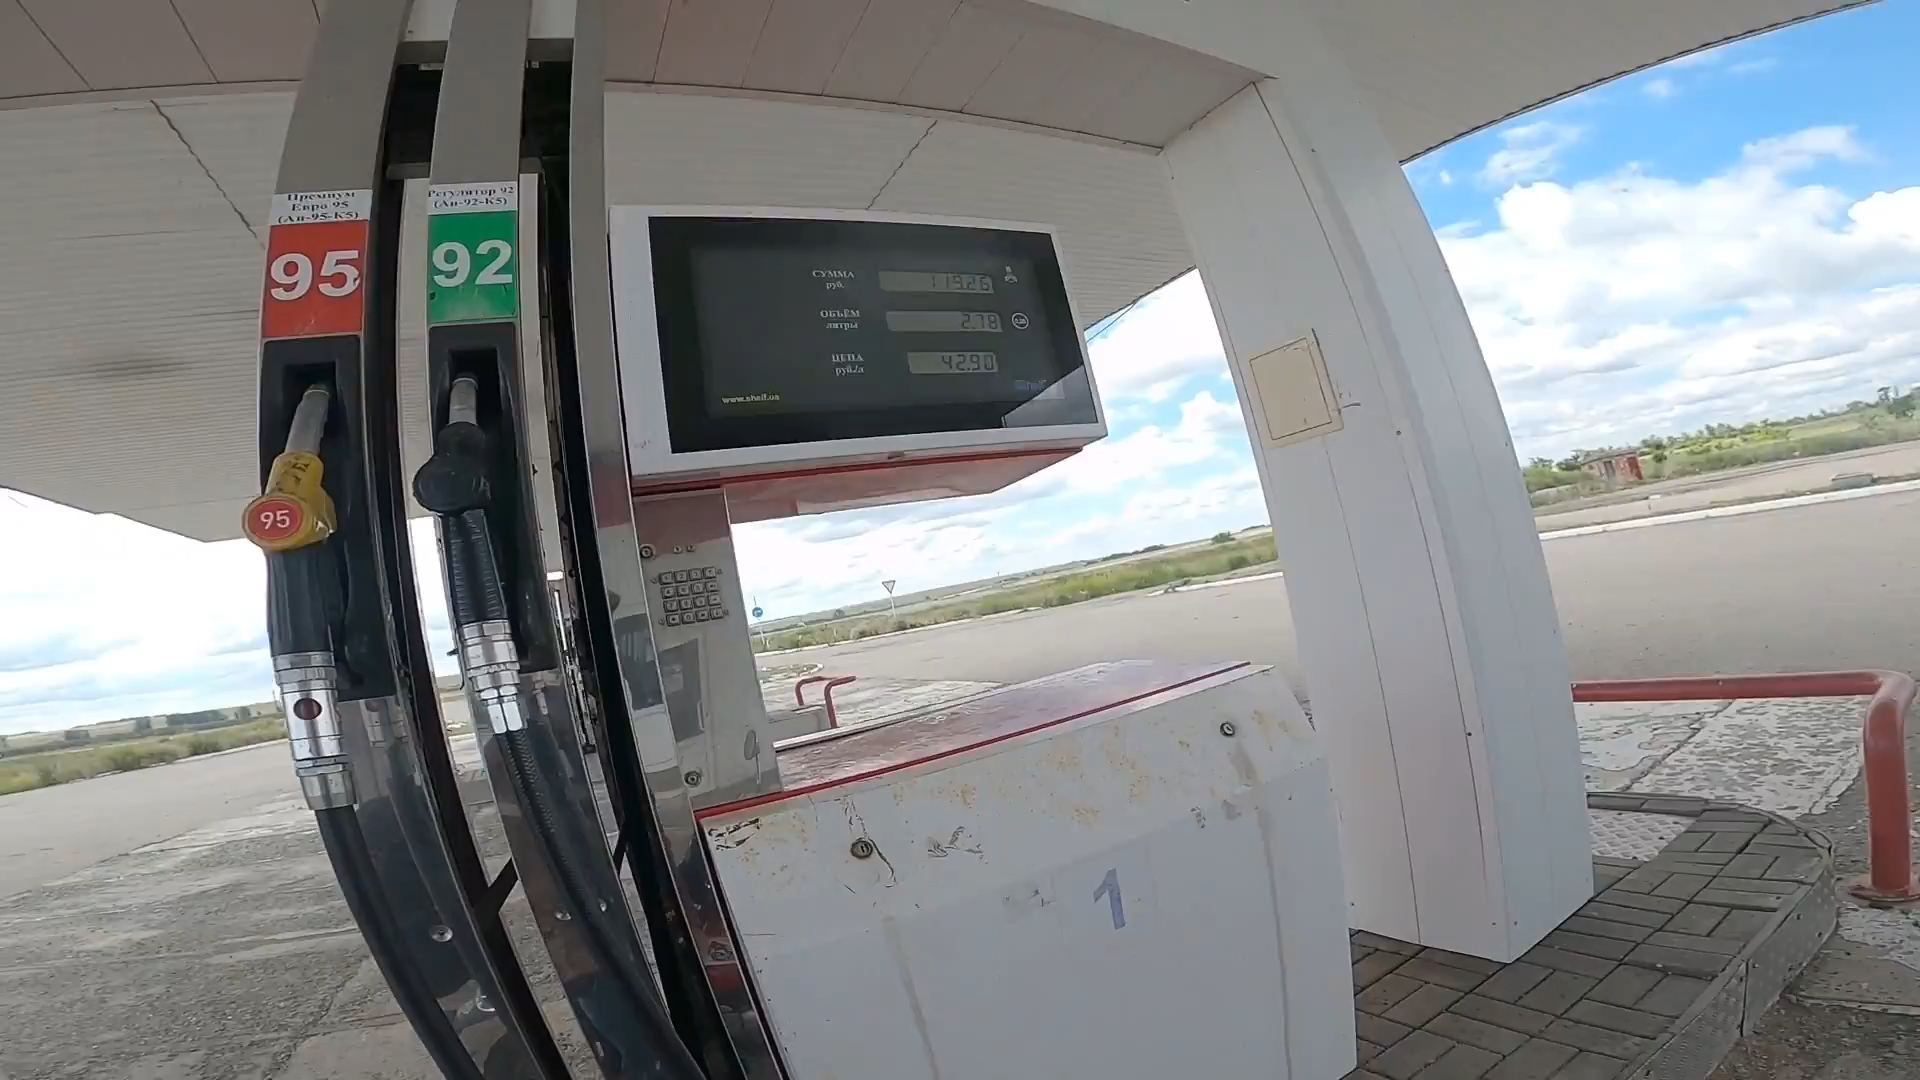 Премиум
Евро 95
(Аи-95-К5)
95
95
Регулятор 92
(Аи-92-К5)
92
СУММА
руб.
119.26
ОБЪЁМ
литры
2.78
ЦЕНА
руб./л
42.90
www.shelf.ua
Shelf
1